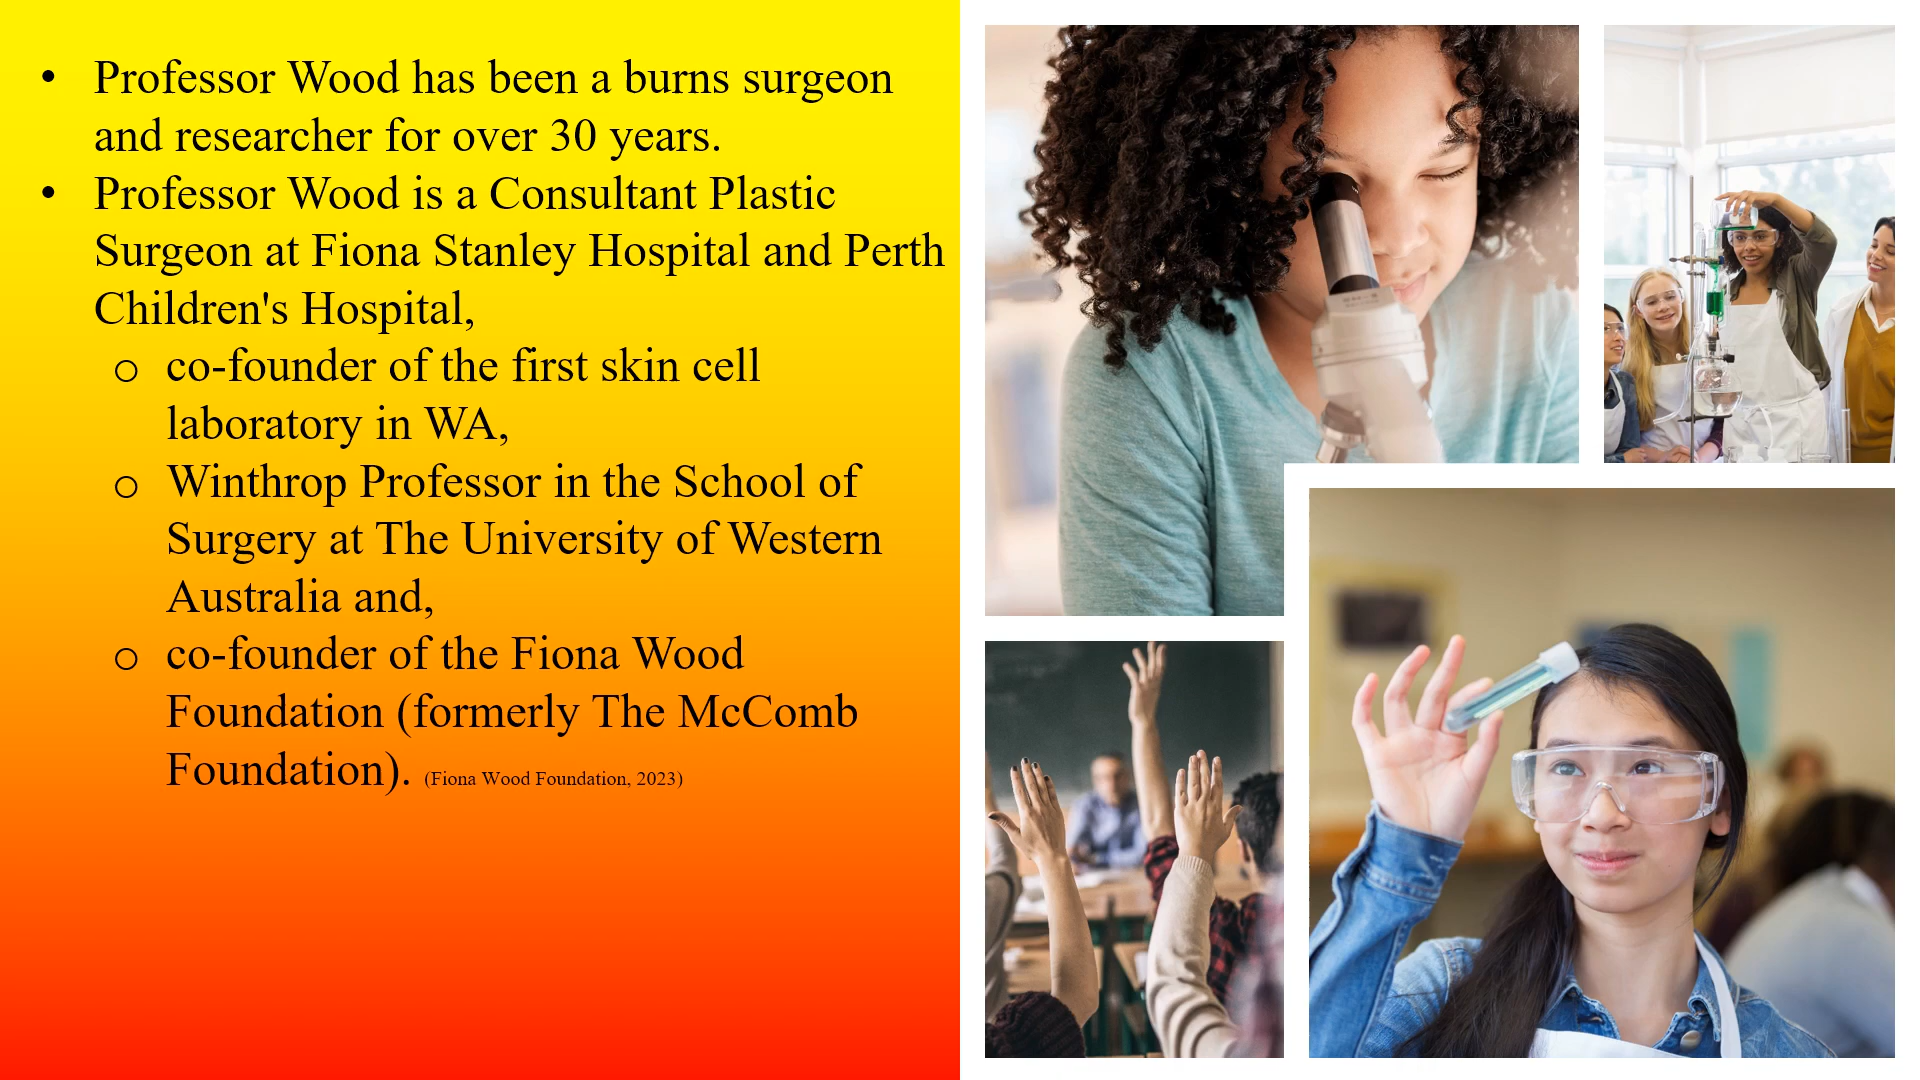 • Professor Wood has been a burns surgeon
and researcher for over 30 years.
• Professor Wood is a Consultant Plastic
Surgeon at Fiona Stanley Hospital and Perth
Children's Hospital,
o co-founder of the first skin cell
laboratory in WA,
o Winthrop Professor in the School of
Surgery at The University of Western
Australia and,
o co-founder of the Fiona Wood
Foundation (formerly The McComb
Foundation). (Fiona Wood Foundation, 2023)